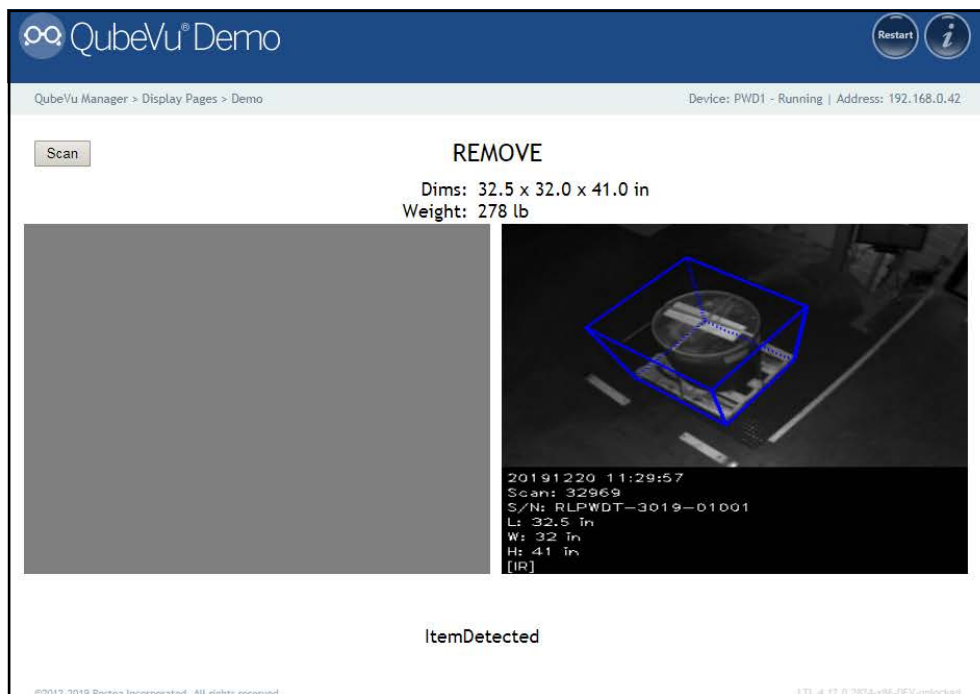 QubeVu® Demo
Restart
i
QubeVu Manager > Display Pages > Demo
Device: PWD1 - Running | Address: 192.168.0.42
Scan
REMOVE
Dims: 32.5 x 32.0 x 41.0 in
Weight: 278 lb
20191220 11:29:57
Scan: 32969
S/N: RLPWDT-3019-01001
L: 32.5 in
W: 32 in
H: 41 in
[IR]
ItemDetected